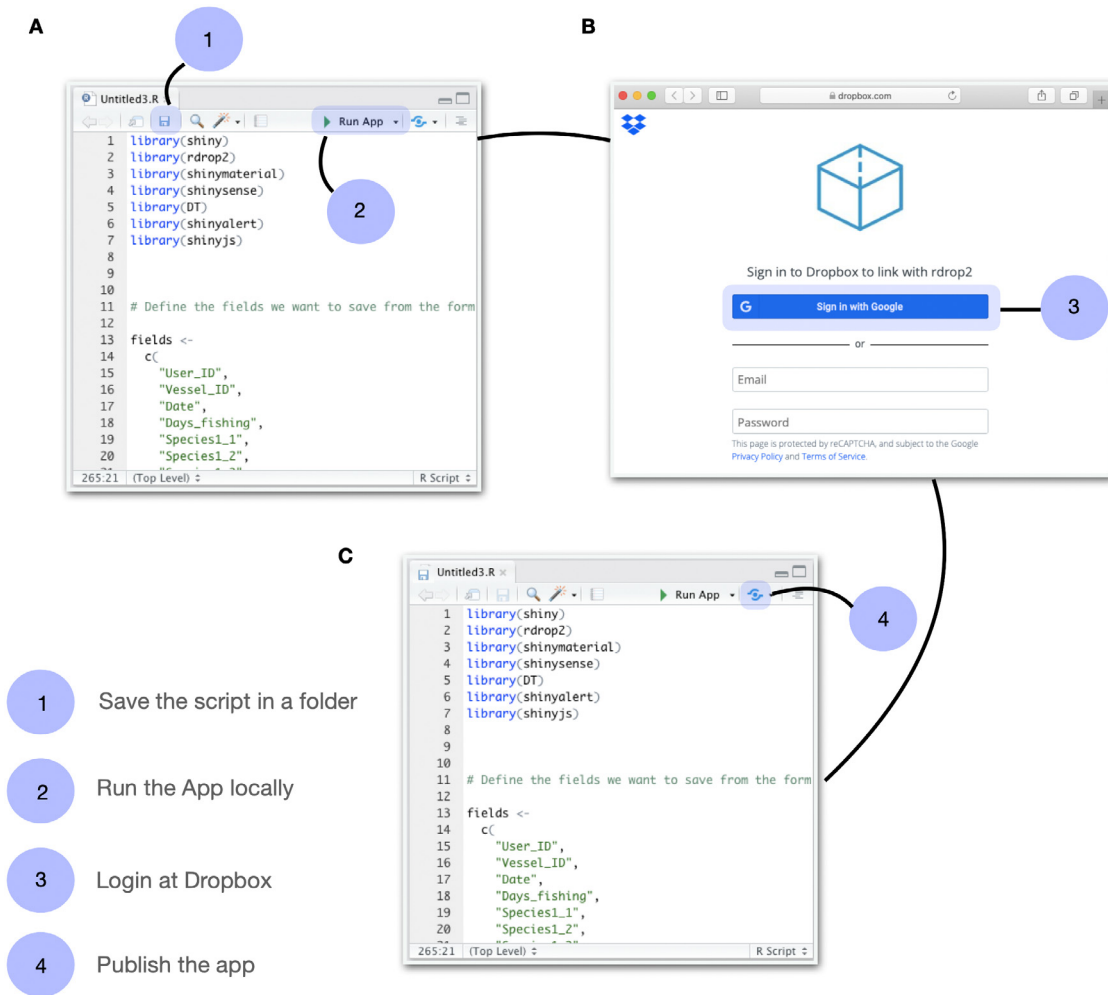 A
1
Untitled3.R
Run App
1 library(shiny)
2 library(rdrop2)
3 library(shinymaterial)
4 library(shinysense)
5 library(DT)
6 library(shinyalert)
7 library(shinyjs)
8
9
10
11 # Define the fields we want to save from the form
12
13 fields <-
14 c(
15 "User_ID",
16 "Vessel_ID",
17 "Date",
18 "Days_fishing",
19 "Species1_1",
20 "Species1_2",
265:21 (Top Level) R Script
2
B
dropbox.com
Sign in to Dropbox to link with rdrop2
G Sign in with Google
3
or
Email
Password
This page is protected by reCAPTCHA, and subject to the Google
Privacy Policy and Terms of Service.
C
Untitled3.R ×
Run App
4
1 library(shiny)
2 library(rdrop2)
3 library(shinymaterial)
4 library(shinysense)
5 library(DT)
6 library(shinyalert)
7 library(shinyjs)
8
9
10
11 # Define the fields we want to save from the form
12
13 fields <-
14 c(
15 "User_ID",
16 "Vessel_ID",
17 "Date",
18 "Days_fishing",
19 "Species1_1",
20 "Species1_2",
265:21 (Top Level) R Script
1 Save the script in a folder
2 Run the App locally
3 Login at Dropbox
4 Publish the app